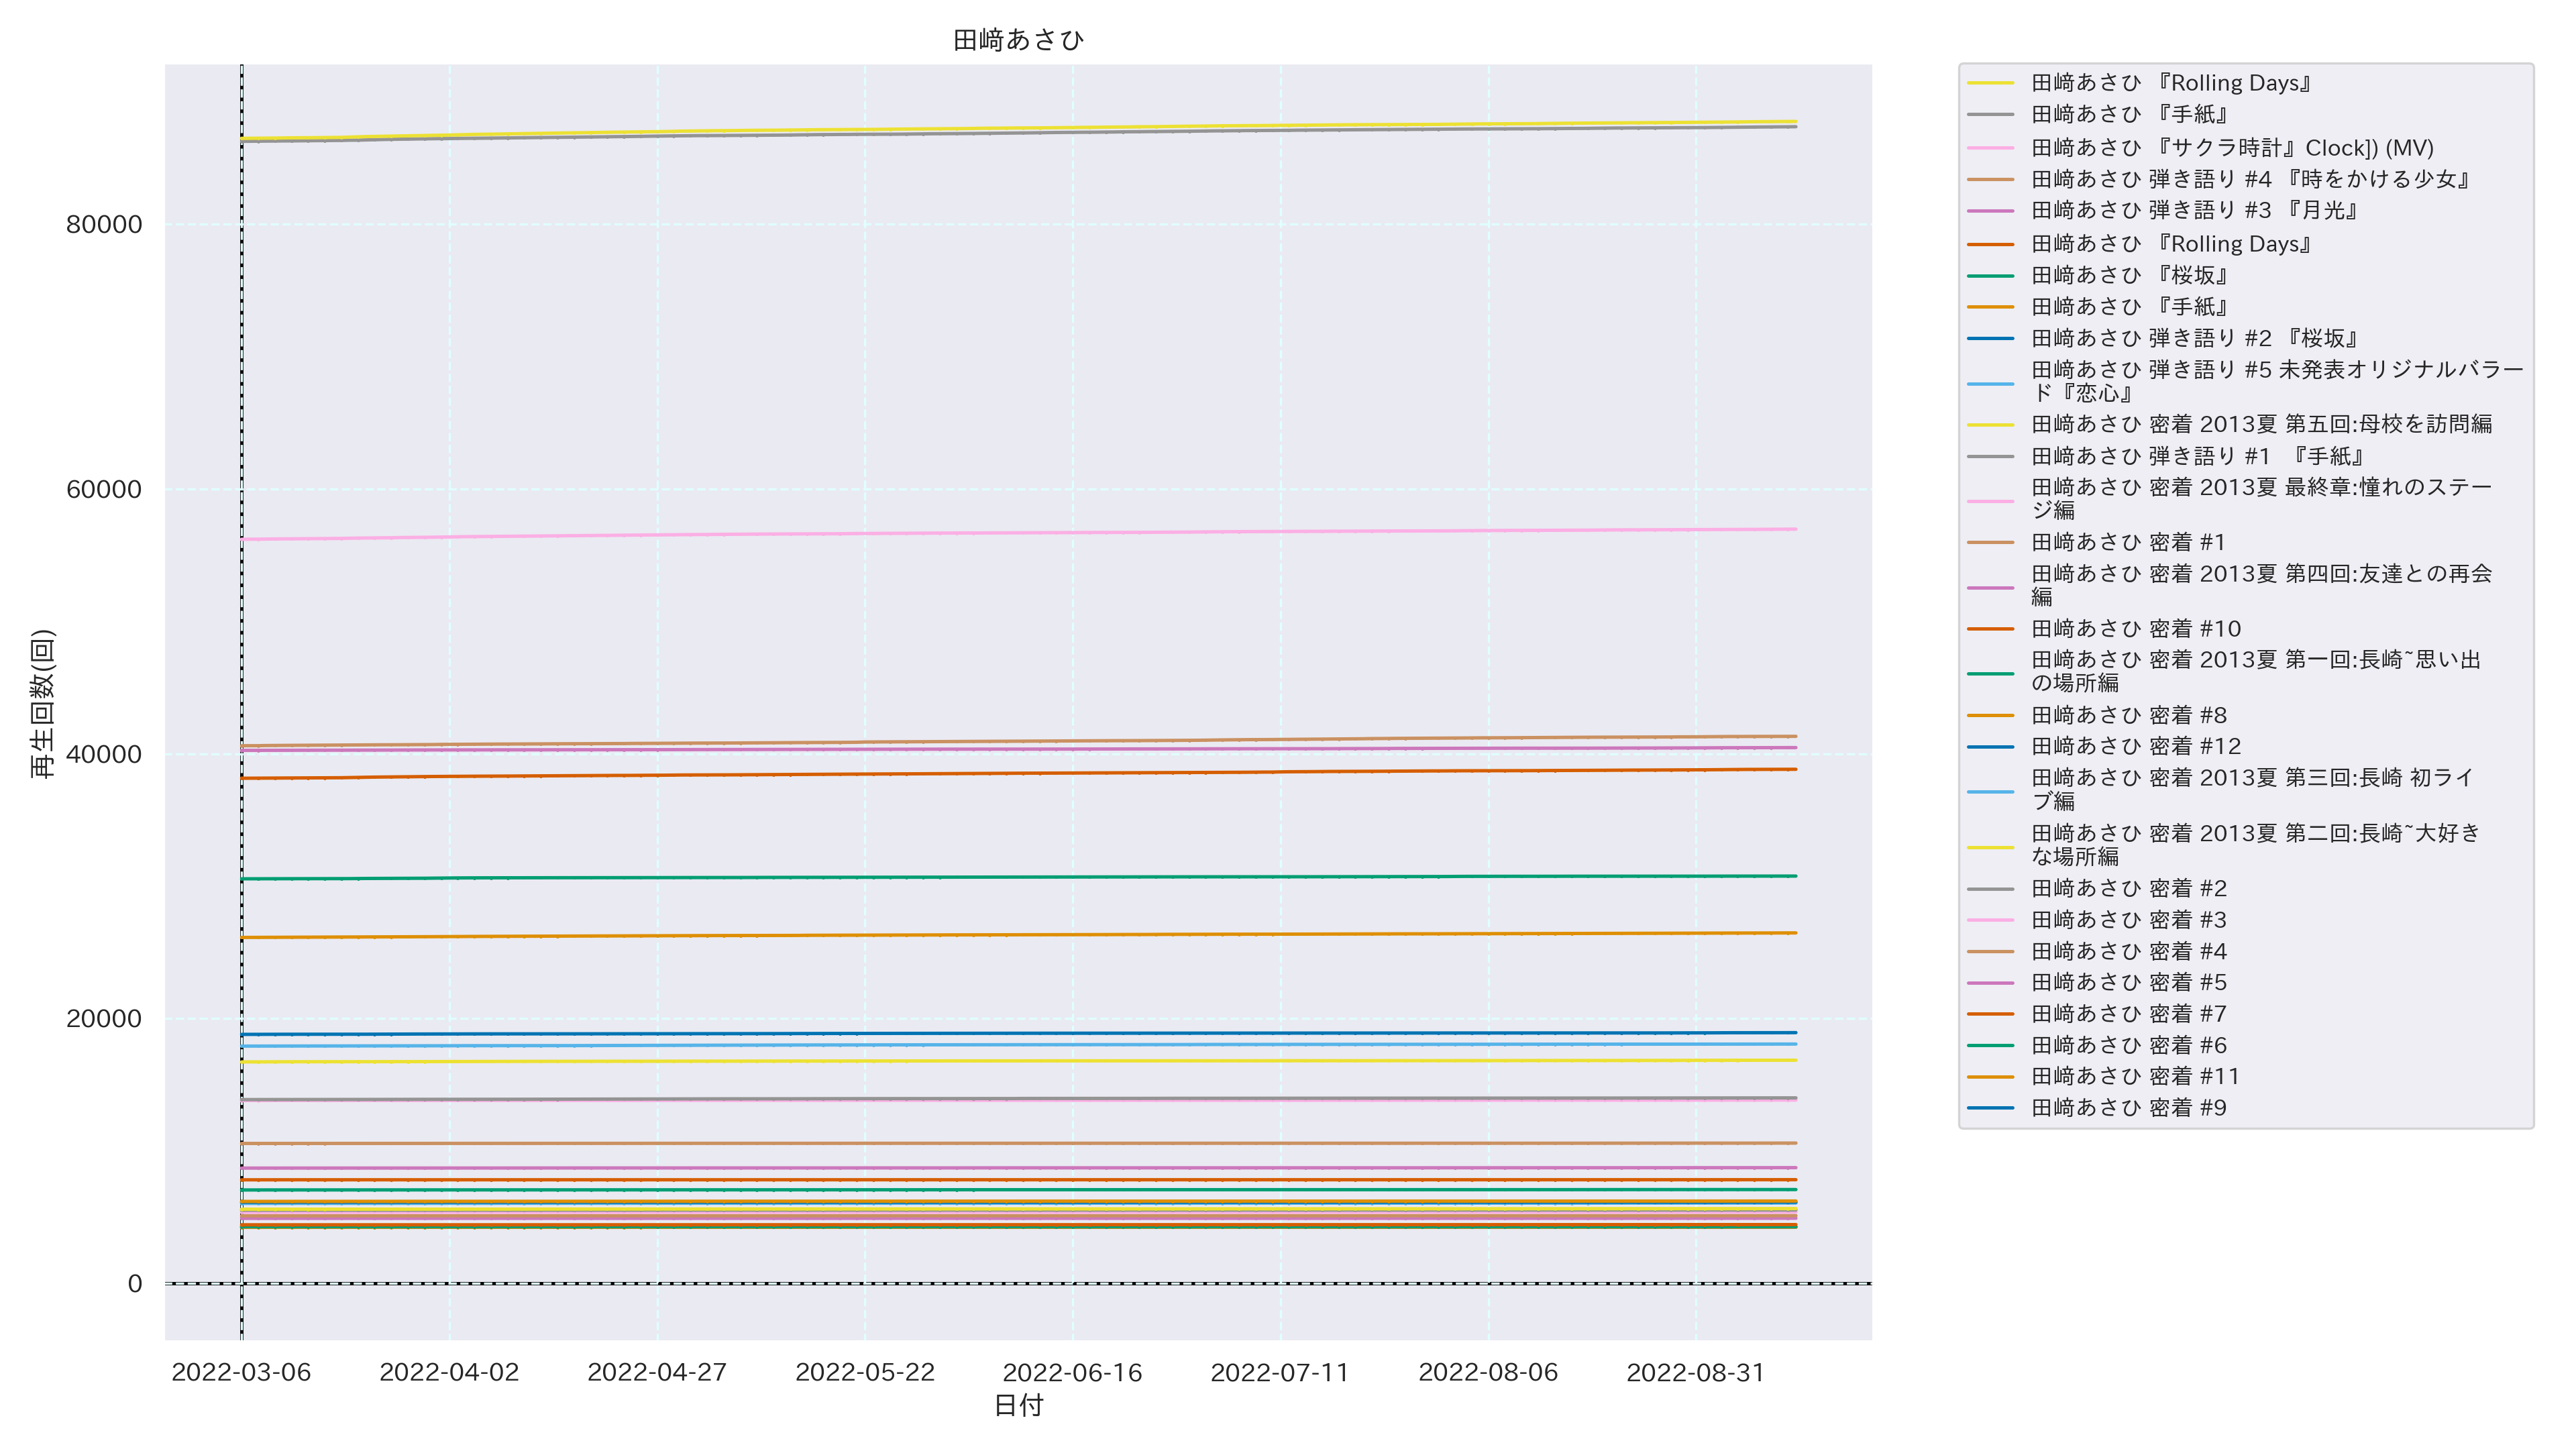 田﨑あさひ
再生回数(回)
80000
60000
40000
20000
0
2022-03-06
2022-04-02
2022-04-27
2022-05-22
2022-06-16
2022-07-11
2022-08-06
2022-08-31
日付
田﨑あさひ 『Rolling Days』
田﨑あさひ 『手紙』
田﨑あさひ 『サクラ時計』Clock]) (MV)
田﨑あさひ 弾き語り #4 『時をかける少女』
田﨑あさひ 弾き語り #3 『月光』
田﨑あさひ 『Rolling Days』
田﨑あさひ 『桜坂』
田﨑あさひ 『手紙』
田﨑あさひ 弾き語り #2 『桜坂』
田﨑あさひ 弾き語り #5 未発表オリジナルバラー
ド『恋心』
田﨑あさひ 密着 2013夏 第五回:母校を訪問編
田﨑あさひ 弾き語り #1 『手紙』
田﨑あさひ 密着 2013夏 最終章:憧れのステー
ジ編
田﨑あさひ 密着 #1
田﨑あさひ 密着 2013夏 第四回:友達との再会
編
田﨑あさひ 密着 #10
田﨑あさひ 密着 2013夏 第一回:長崎~思い出
の場所編
田﨑あさひ 密着 #8
田﨑あさひ 密着 #12
田﨑あさひ 密着 2013夏 第三回:長崎 初ライ
ブ編
田﨑あさひ 密着 2013夏 第二回:長崎~大好き
な場所編
田﨑あさひ 密着 #2
田﨑あさひ 密着 #3
田﨑あさひ 密着 #4
田﨑あさひ 密着 #5
田﨑あさひ 密着 #7
田﨑あさひ 密着 #6
田﨑あさひ 密着 #11
田﨑あさひ 密着 #9